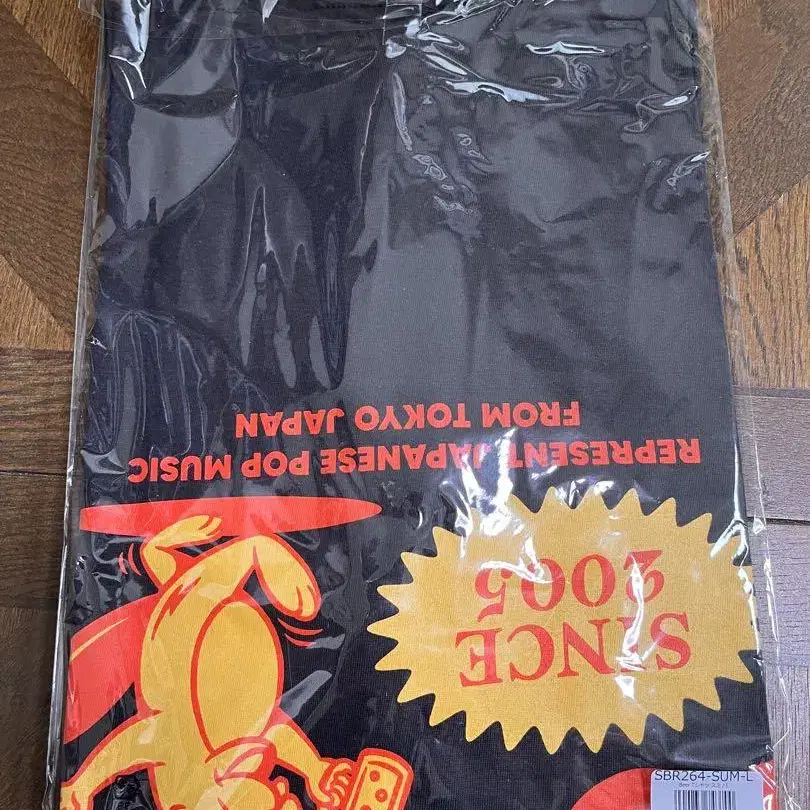 REPRESENT JAPANESE POP MUSIC
FROM TOKYO JAPAN
SINCE
2005
SBR264-SUM-L